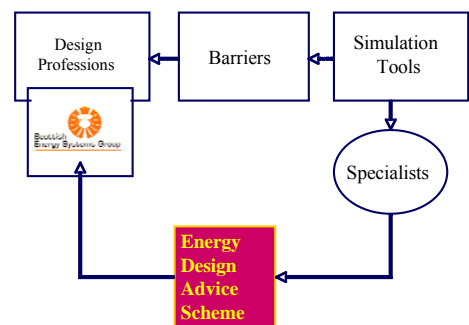 Design
Professions
Barriers
Simulation
Tools
Scottish
Energy Systems Group
Specialists
Energy
Design
Advice
Scheme